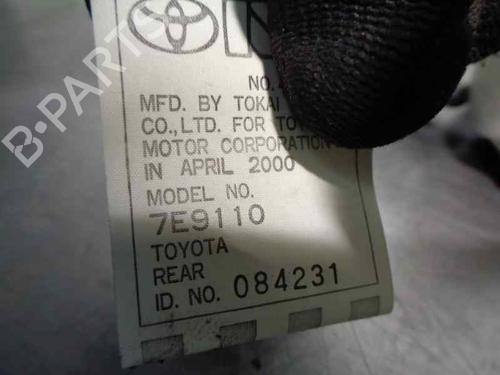 NO.
MFD. BY TOKAI
CO.,LTD. FOR
MOTOR CORPORATION
IN APRIL 2000
MODEL NO.
7E9110
TOYOTA
REAR
ID. NO. 084231
B-PARTS